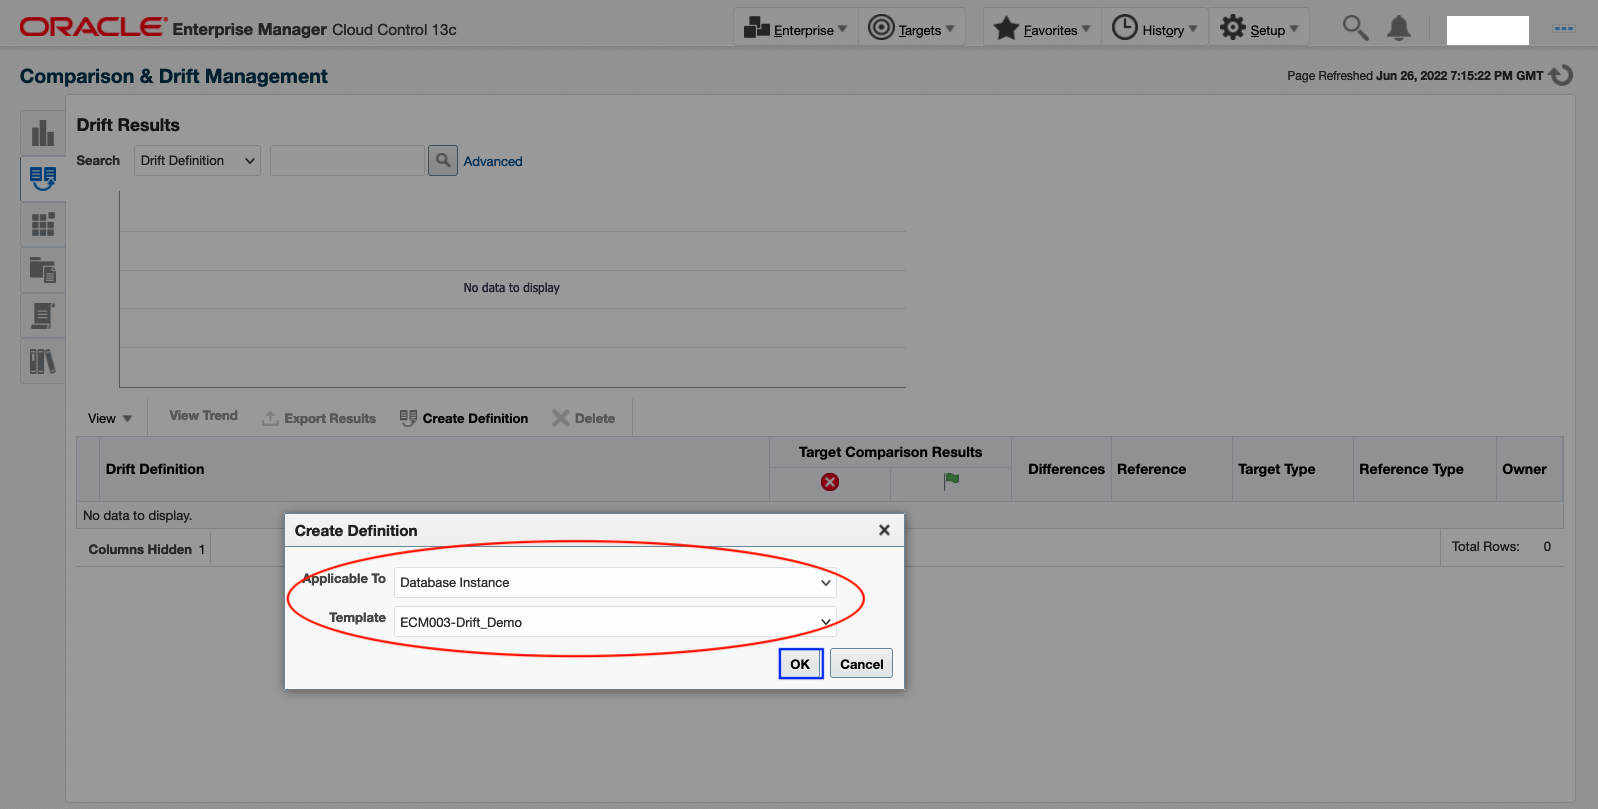 ORACLE® Enterprise Manager Cloud Control 13c
Enterprise Targets Favorites History Setup
Comparison & Drift Management
Page Refreshed Jun 26, 2022 7:15:22 PM GMT
Drift Results
Search Drift Definition Advanced
No data to display
View View Trend Export Results Create Definition Delete
Drift Definition Target Comparison Results Differences Reference Target Type Reference Type Owner
No data to display.
Columns Hidden 1 Total Rows: 0
Create Definition
Applicable To Database Instance
Template ECM003-Drift_Demo
OK Cancel